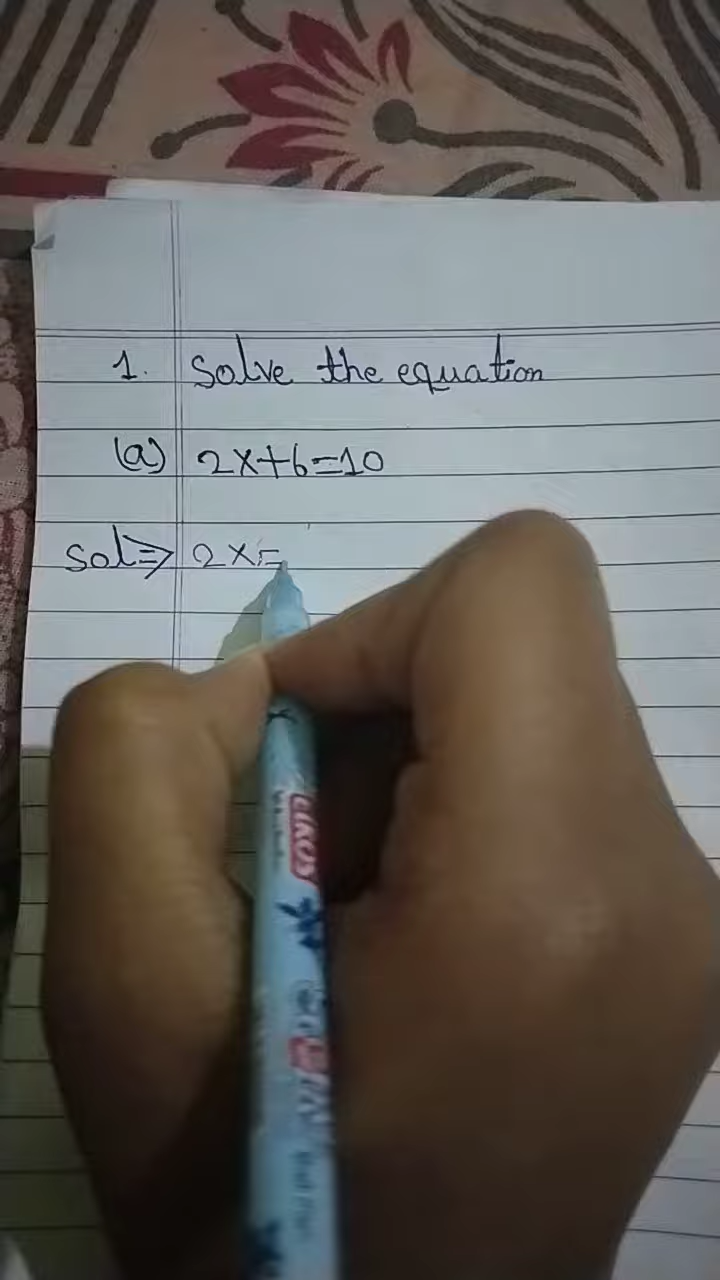 1. Solve the equation
(a) 2x+6=10
Sol⇒ 2x=